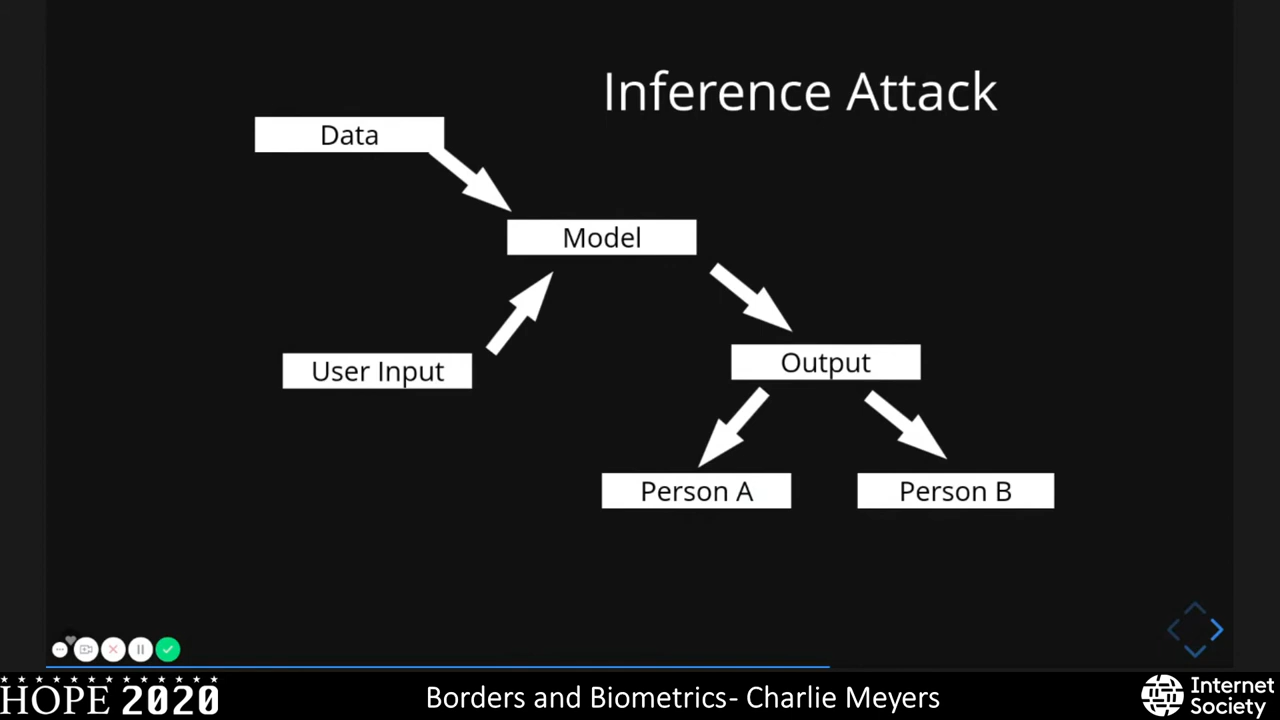 Inference Attack
Data
Model
User Input
Output
Person A
Person B
HOPE 2020
Borders and Biometrics- Charlie Meyers
Internet
Society